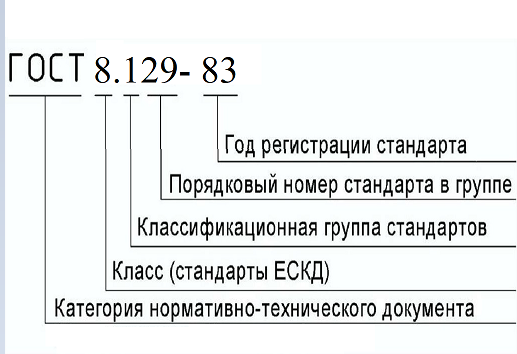 ГОСТ 8.129- 83
Год регистрации стандарта
Порядковый номер стандарта в группе
Классификационная группа стандартов
Класс (стандарты ЕСКД)
Категория нормативно-технического документа